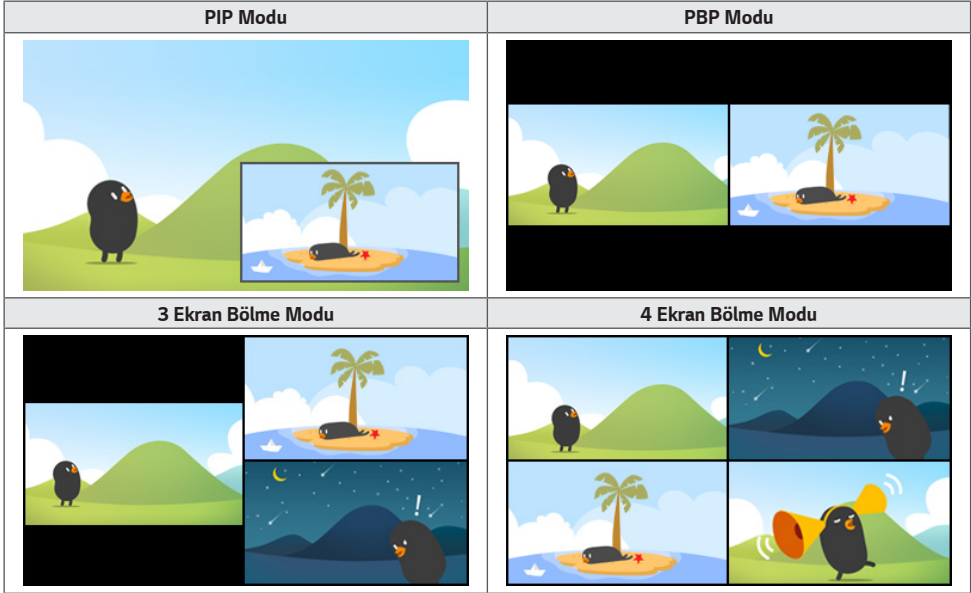 PIP Modu
PBP Modu
3 Ekran Bölme Modu
4 Ekran Bölme Modu